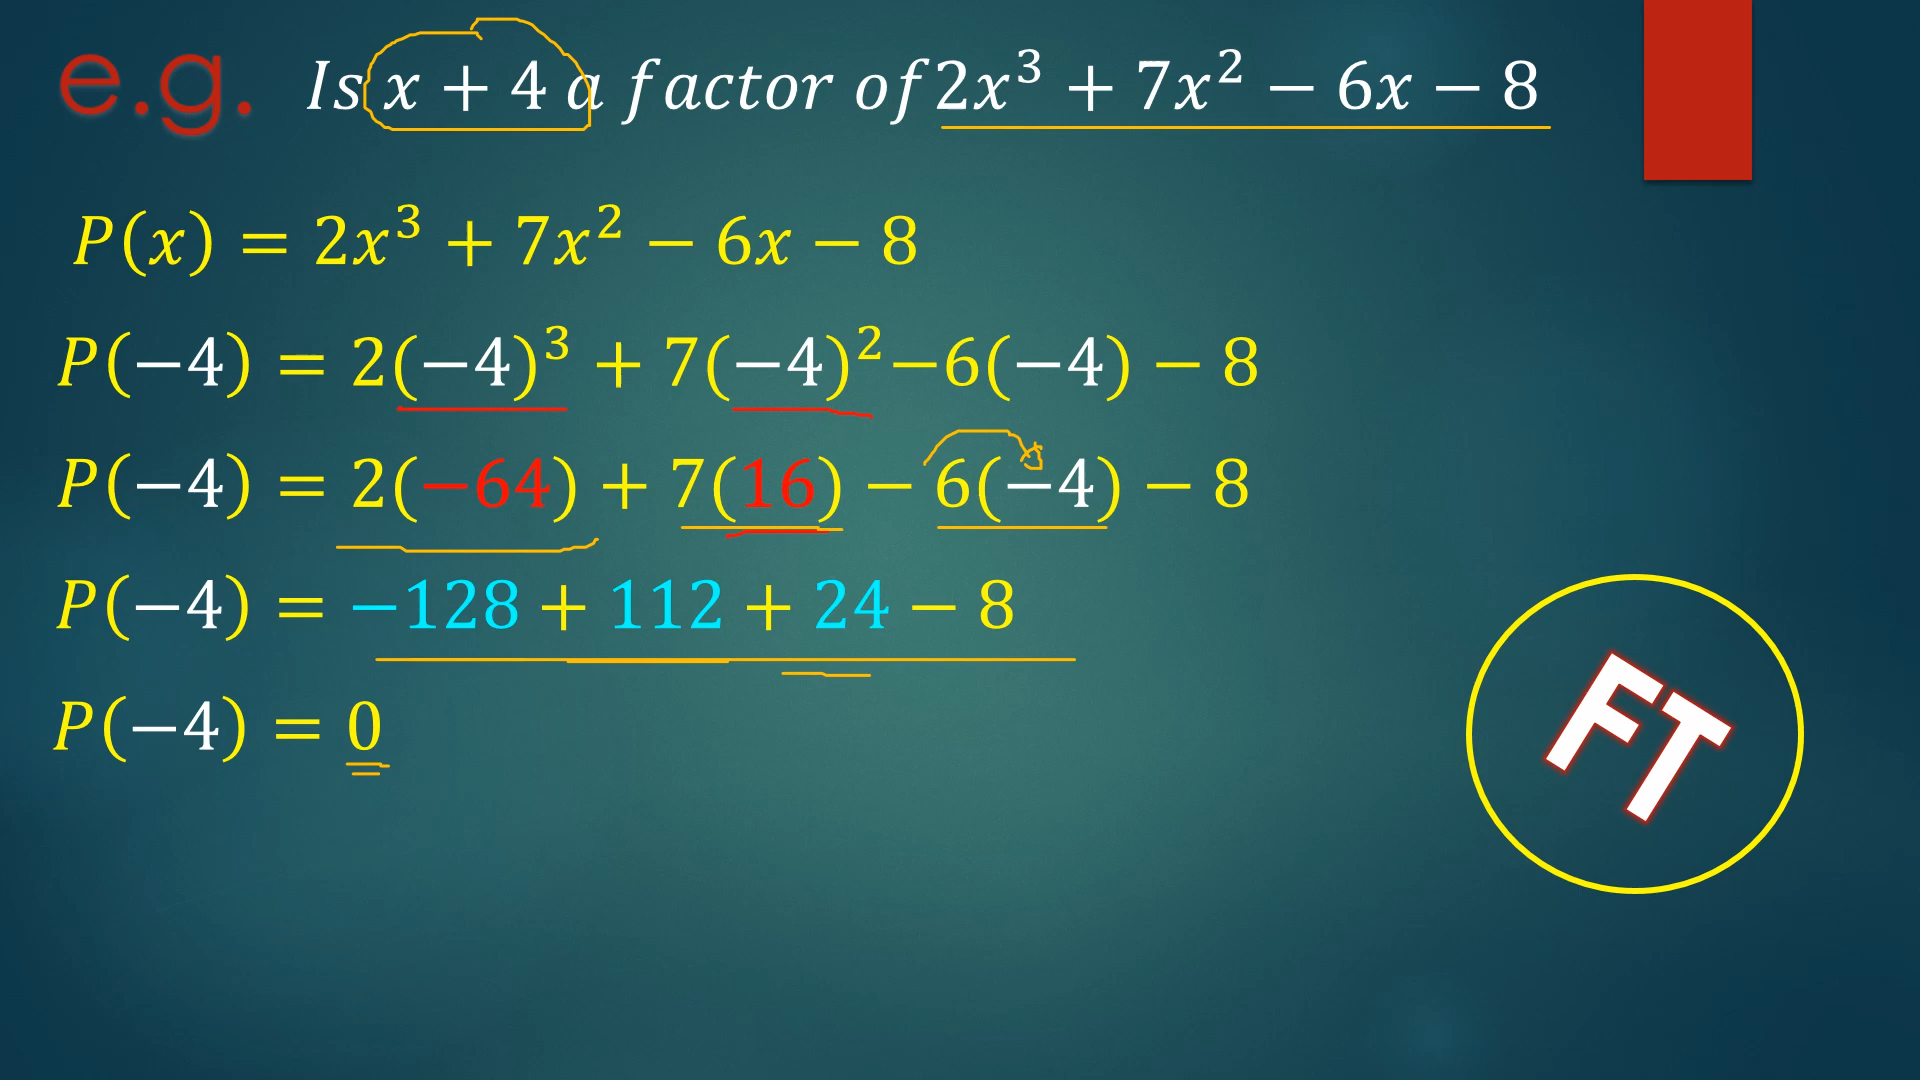 e.g. Is x + 4 a factor of 2x³ + 7x² − 6x − 8
P(x) = 2x³ + 7x² − 6x − 8
P(−4) = 2(−4)³ + 7(−4)²−6(−4) − 8
P(−4) = 2(−64) + 7(16) − 6(−4) − 8
P(−4) = −128 + 112 + 24 − 8
P(−4) = 0
FT